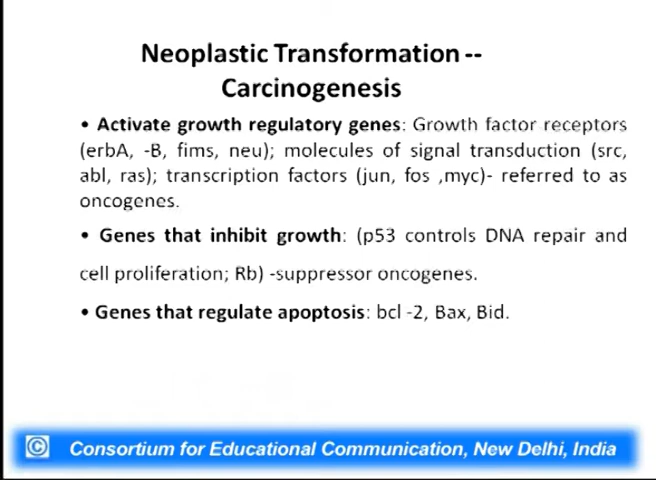 Neoplastic Transformation --
Carcinogenesis
• Activate growth regulatory genes: Growth factor receptors
(erbA, -B, fims, neu); molecules of signal transduction (src,
abl, ras); transcription factors (jun, fos ,myc)- referred to as
oncogenes.
• Genes that inhibit growth: (p53 controls DNA repair and
cell proliferation; Rb) -suppressor oncogenes.
• Genes that regulate apoptosis: bcl -2, Bax, Bid.
© Consortium for Educational Communication, New Delhi, India